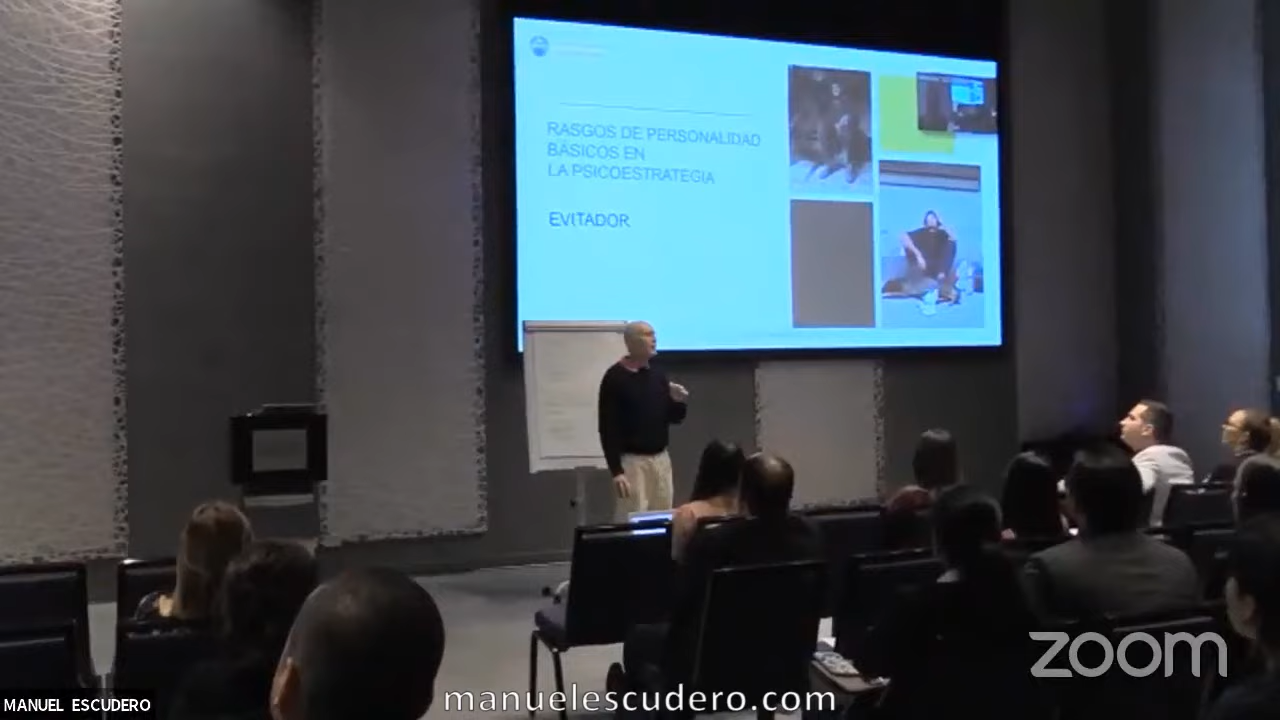 RASGOS DE PERSONALIDAD
BÁSICOS EN
LA PSICOESTRATEGIA
EVITADOR
zoom
MANUEL ESCUDERO
manuelescudero.com